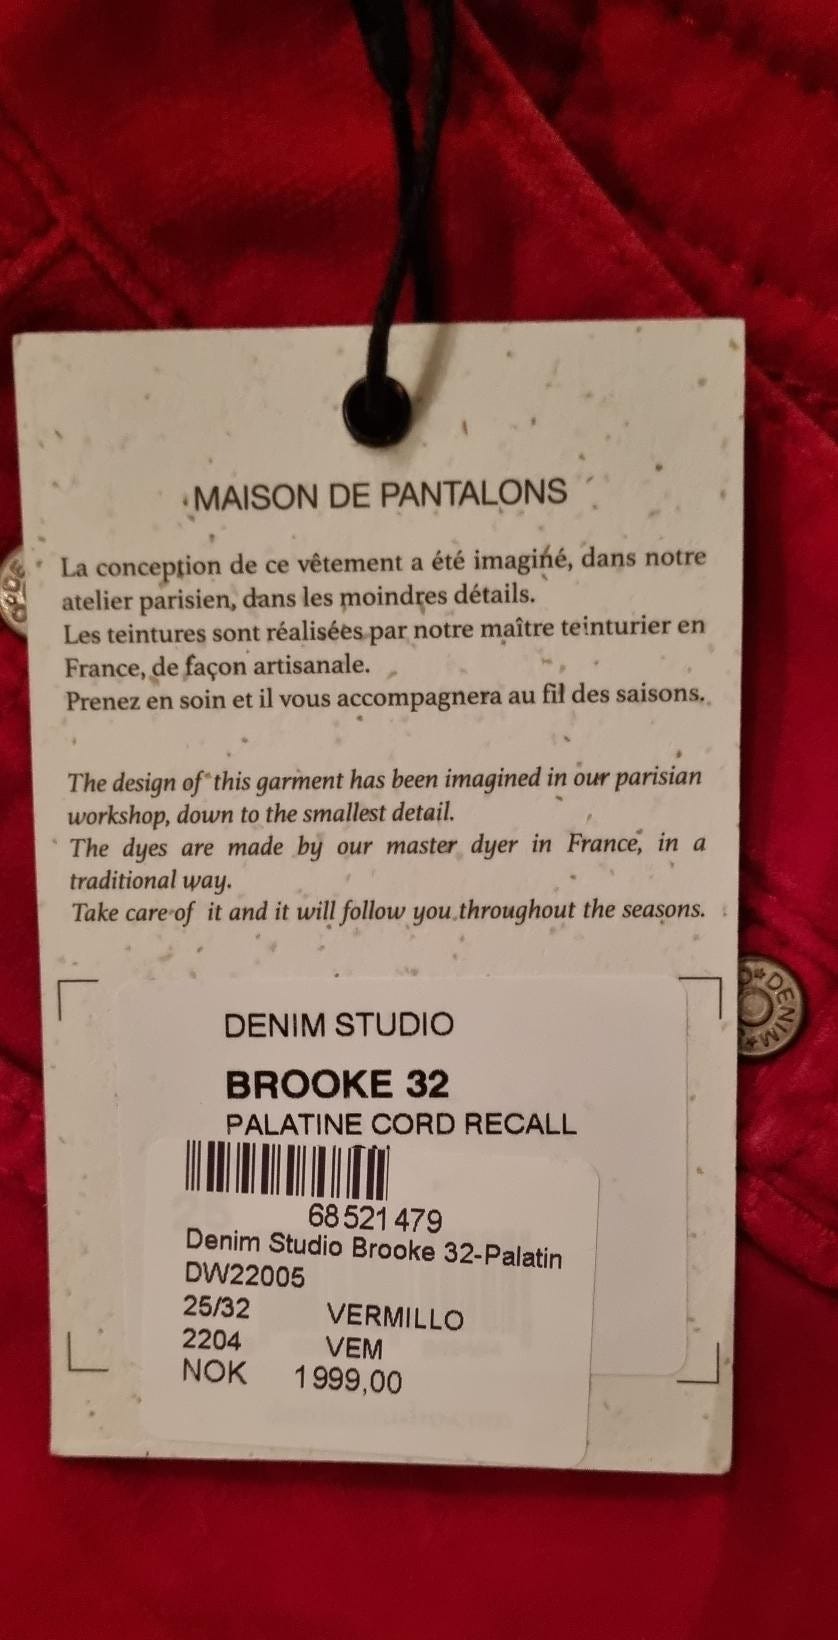 MAISON DE PANTALONS
La conception de ce vêtement a été imaginé, dans notre
atelier parisien, dans les moindres détails.
Les teintures sont réalisées par notre maître teinturier en
France, de façon artisanale.
Prenez en soin et il vous accompagnera au fil des saisons.
The design of this garment has been imagined in our parisian
workshop, down to the smallest detail.
The dyes are made by our master dyer in France, in a
traditional way.
Take care of it and it will follow you throughout the seasons.
DENIM
DENIM STUDIO
BROOKE 32
PALATINE CORD RECALL
68521479
Denim Studio Brooke 32-Palatin
DW22005
25/32 VERMILLO
2204 VEM
NOK 1999,00